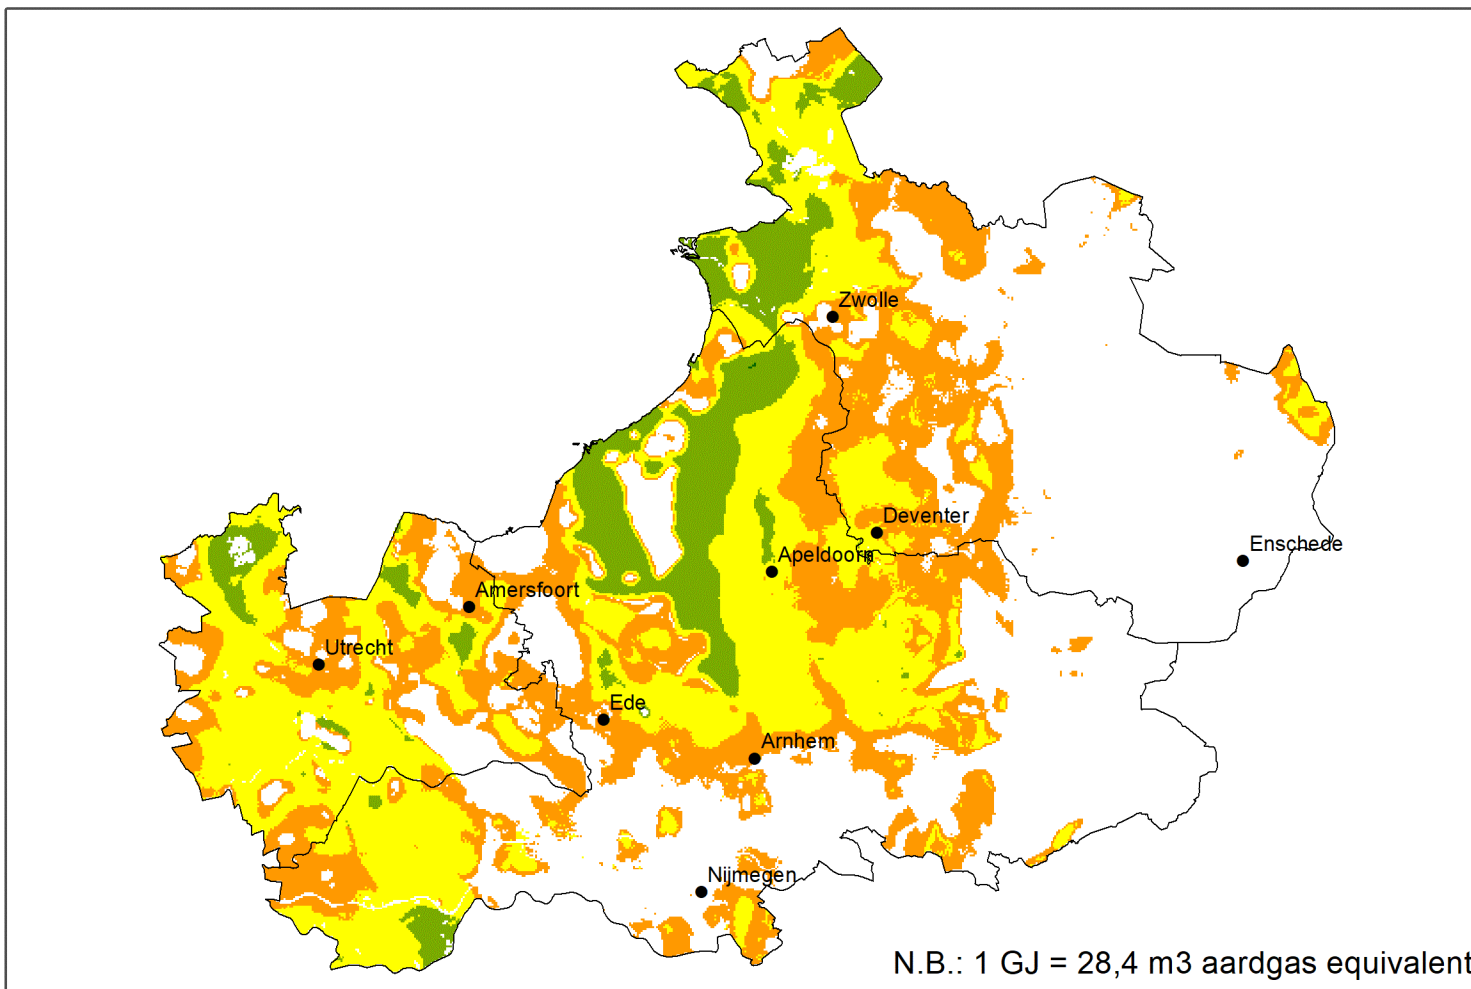 Zwolle
Deventer
Apeldoorn
Enschede
Amersfoort
Utrecht
Ede
Arnhem
Nijmegen
N.B.: 1 GJ = 28,4 m3 aardgas equivalent